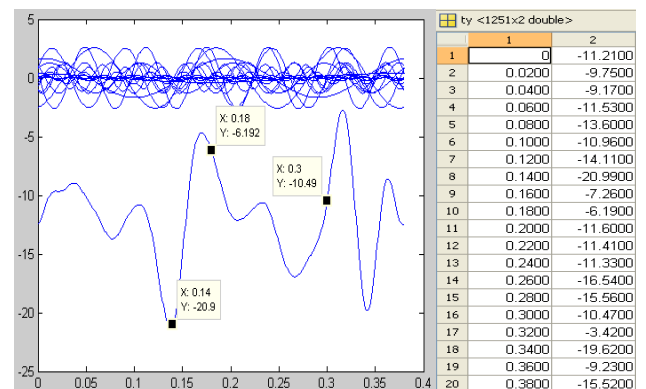 5
0
-5
-10
-15
-20
-25
0 0.05 0.1 0.15 0.2 0.25 0.3 0.35 0.4
X: 0.18
Y: -6.192
X: 0.3
Y: -10.49
X: 0.14
Y: -20.9
ty <1251x2 double>
1 2
1 0 -11.2100
2 0.0200 -9.7500
3 0.0400 -9.1700
4 0.0600 -11.5300
5 0.0800 -13.6000
6 0.1000 -10.9600
7 0.1200 -14.1100
8 0.1400 -20.9900
9 0.1600 -7.2600
10 0.1800 -6.1900
11 0.2000 -11.6000
12 0.2200 -11.4100
13 0.2400 -11.3300
14 0.2600 -16.5400
15 0.2800 -15.5600
16 0.3000 -10.4700
17 0.3200 -3.4200
18 0.3400 -19.6200
19 0.3600 -9.2300
20 0.3800 -15.5200